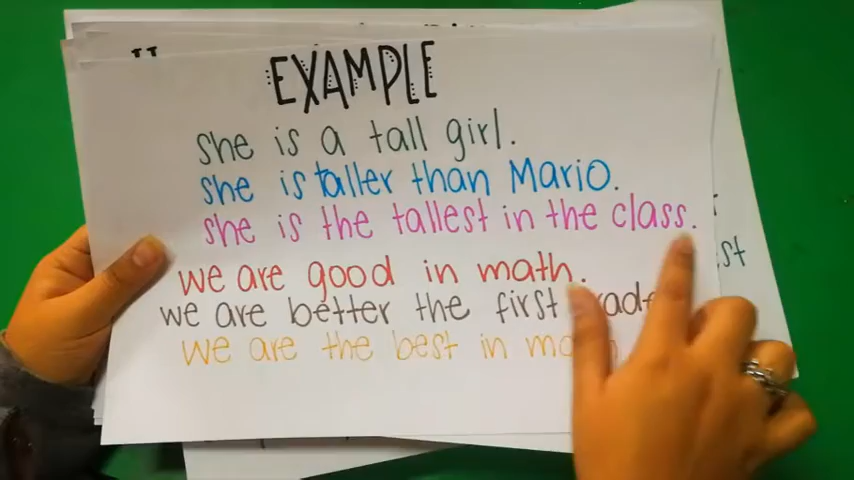 EXAMPLE
she is a tall girl.
she is taller than Mario.
she is the tallest in the class.
we are good in math.
we are better the first
we are the best in
st